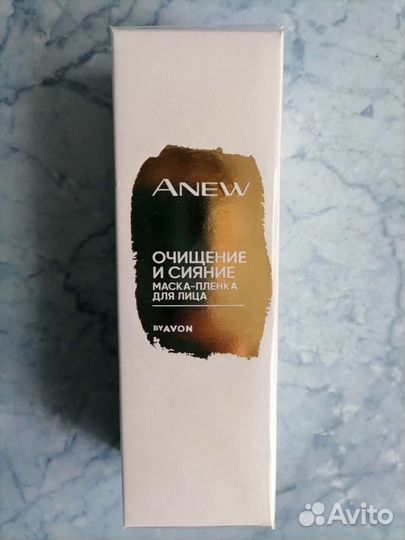 ANEW
ОЧИЩЕНИЕ
И СИЯНИЕ
МАСКА-ПЛЕНКА
ДЛЯ ЛИЦА
BY AVON
Avito